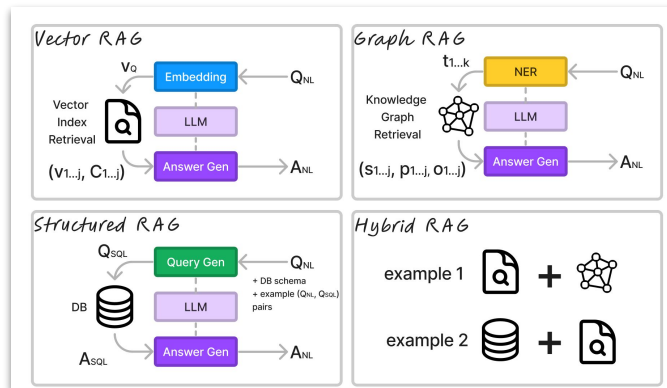 Vector RAG
VQ
Embedding
QNL
Vector
Index
Retrieval
LLM
(V1...j, C1...j)
Answer Gen
ANL
Graph RAG
t1...k
NER
QNL
Knowledge
Graph
Retrieval
LLM
(S1...j, p1...j, o1...j)
Answer Gen
ANL
Structured RAG
QSQL
Query Gen
QNL
+ DB schema
+ example (QNL, QSQL)
pairs
DB
LLM
ASQL
Answer Gen
ANL
Hybrid RAG
example 1
+
example 2
+